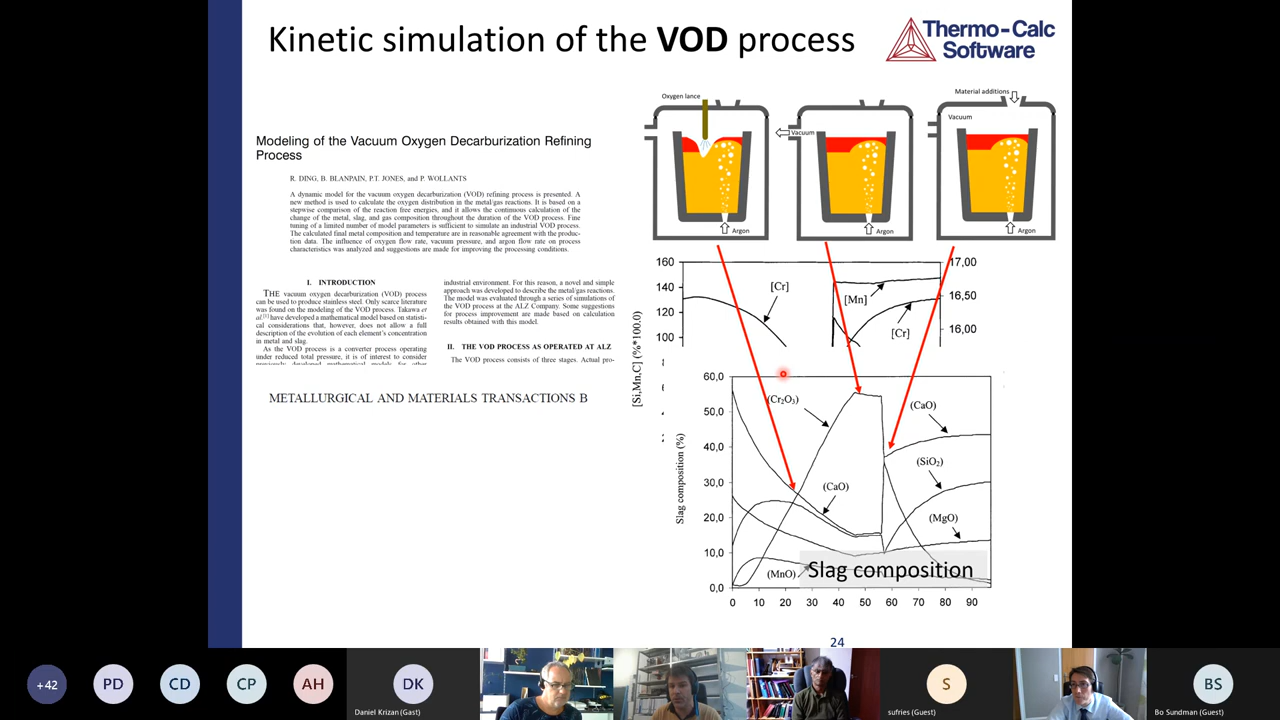 Kinetic simulation of the VOD process
Thermo-Calc
Software
Modeling of the Vacuum Oxygen Decarburization Refining
Process
R. DING, B. BLANPAIN, P.T. JONES, and P. WOLLANTS
A dynamic model for the vacuum oxygen decarburization (VOD) refining process is presented. A
new method is used to calculate the oxygen distribution in the metal/gas reactions. It is based on a
stepwise comparison of the reaction free energies, and it allows the continuous calculation of the
change of the metal, slag, and gas composition throughout the duration of the VOD process. Fine
tuning of a limited number of model parameters is sufficient to simulate an industrial VOD process.
The calculated final metal composition and temperature are in reasonable agreement with the produc-
tion data. The influence of oxygen flow rate, vacuum pressure, and argon flow rate on process
characteristics was analyzed and suggestions are made for improving the processing conditions.
I. INTRODUCTION
THE vacuum oxygen decarburization (VOD) process
can be used to produce stainless steel. Only scarce literature
was found on the modeling of the VOD process. Takawa et
al.[1] have developed a mathematical model based on statisti-
cal considerations that, however, does not allow a full
description of the evolution of each element's concentration
in metal and slag.
As the VOD process is a converter process operating
under reduced total pressure, it is of interest to consider
previously developed mathematical models for other
industrial environment. For this reason, a novel and simple
approach was developed to describe the metal/gas reactions.
The model was evaluated through a series of simulations of
the VOD process at the ALZ Company. Some suggestions
for process improvement are made based on calculation
results obtained with this model.
II. THE VOD PROCESS AS OPERATED AT ALZ
The VOD process consists of three stages. Actual pro-
METALLURGICAL AND MATERIALS TRANSACTIONS B
Oxygen lance
Vacuum
Material additions
Vacuum
Argon
Argon
Argon
160
140
120
100
[Si,Mn,C] (%*100.0)
[Cr]
[Mn]
[Cr]
17,00
16,50
16,00
60,0
50,0
40,0
30,0
20,0
10,0
0,0
Slag composition (%)
(Cr₂O₃)
(CaO)
(CaO)
(SiO₂)
(MgO)
(MnO)
Slag composition
0 10 20 30 40 50 60 70 80 90
24
+42
PD
CD
CP
AH
DK
S
BS
Daniel Krizan (Gast)
sufries (Guest)
Bo Sundman (Guest)